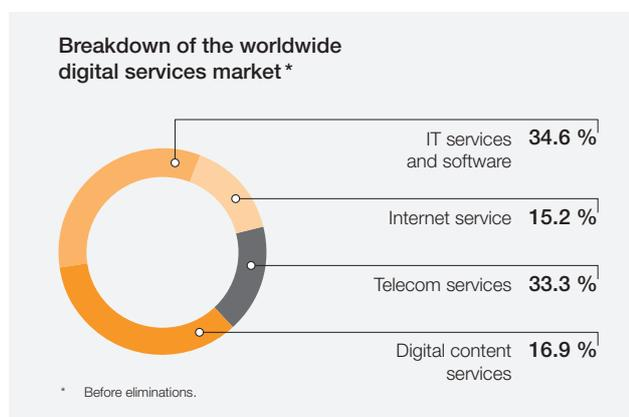 Breakdown of the worldwide
digital services market *
IT services 34.6 %
and software
Internet service 15.2 %
Telecom services 33.3 %
Digital content 16.9 %
services
* Before eliminations.